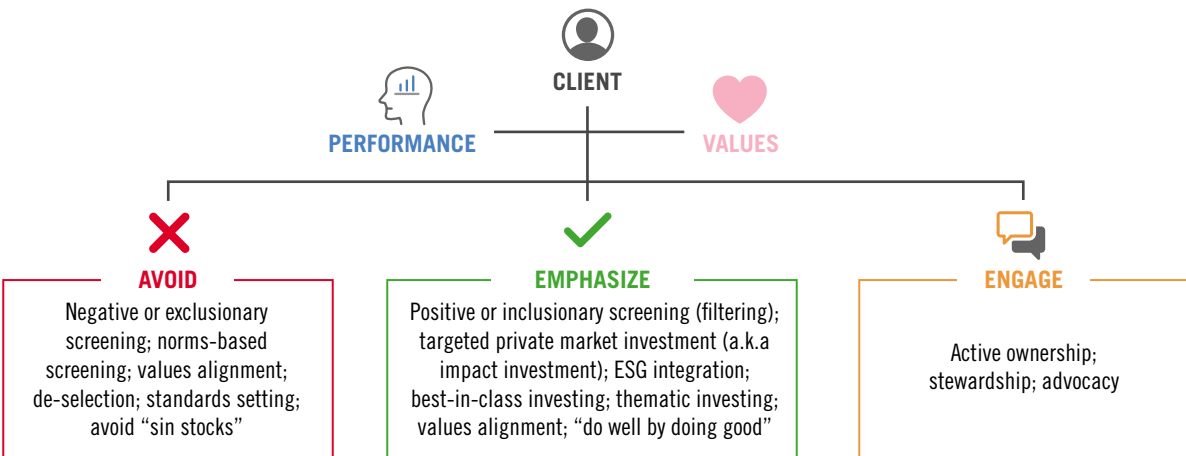 CLIENT
PERFORMANCE
VALUES
AVOID
Negative or exclusionary
screening; norms-based
screening; values alignment;
de-selection; standards setting;
avoid “sin stocks”
EMPHASIZE
Positive or inclusionary screening (filtering);
targeted private market investment (a.k.a
impact investment); ESG integration;
best-in-class investing; thematic investing;
values alignment; “do well by doing good”
ENGAGE
Active ownership;
stewardship; advocacy